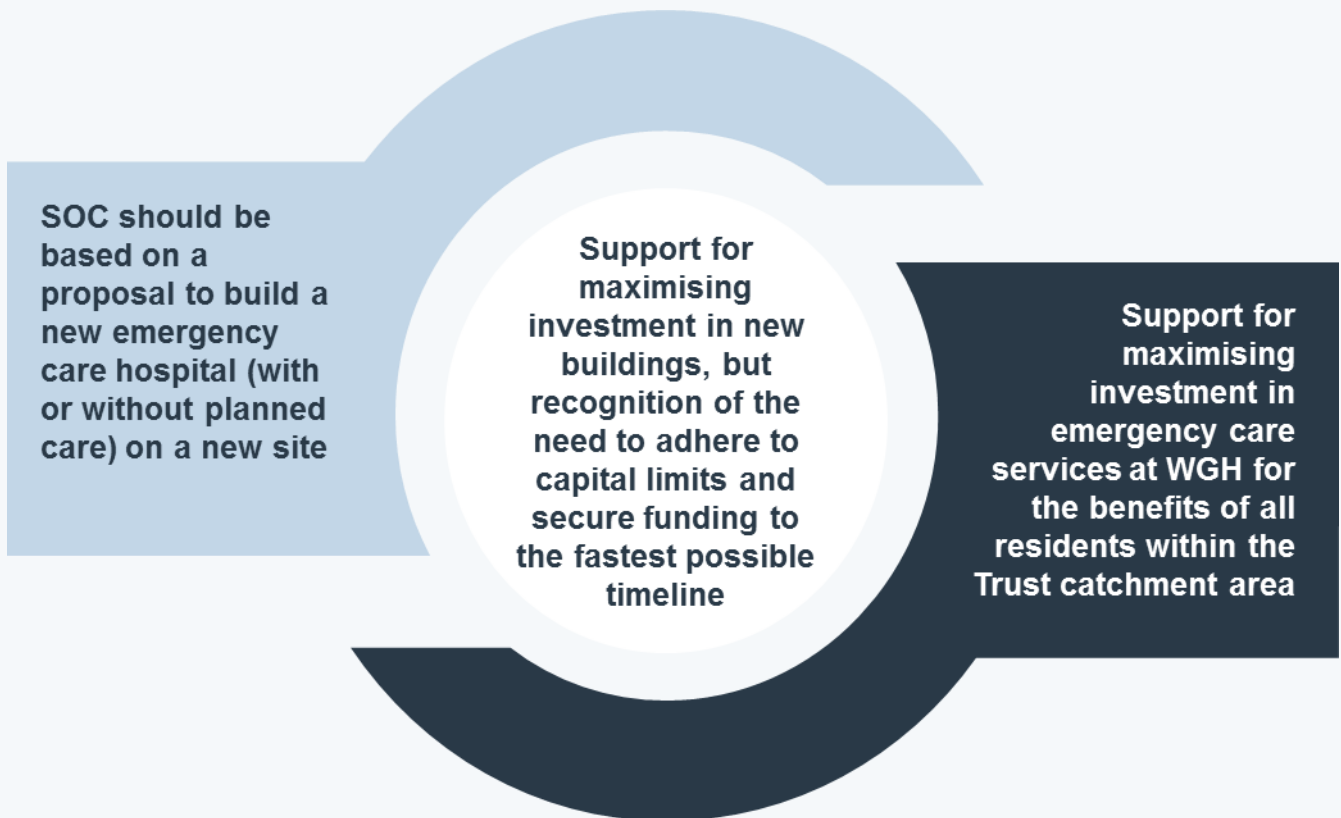 SOC should be
based on a
proposal to build a
new emergency
care hospital (with
or without planned
care) on a new site
Support for
maximising
investment in new
buildings, but
recognition of the
need to adhere to
capital limits and
secure funding to
the fastest possible
timeline
Support for
maximising
investment in
emergency care
services at WGH for
the benefits of all
residents within the
Trust catchment area